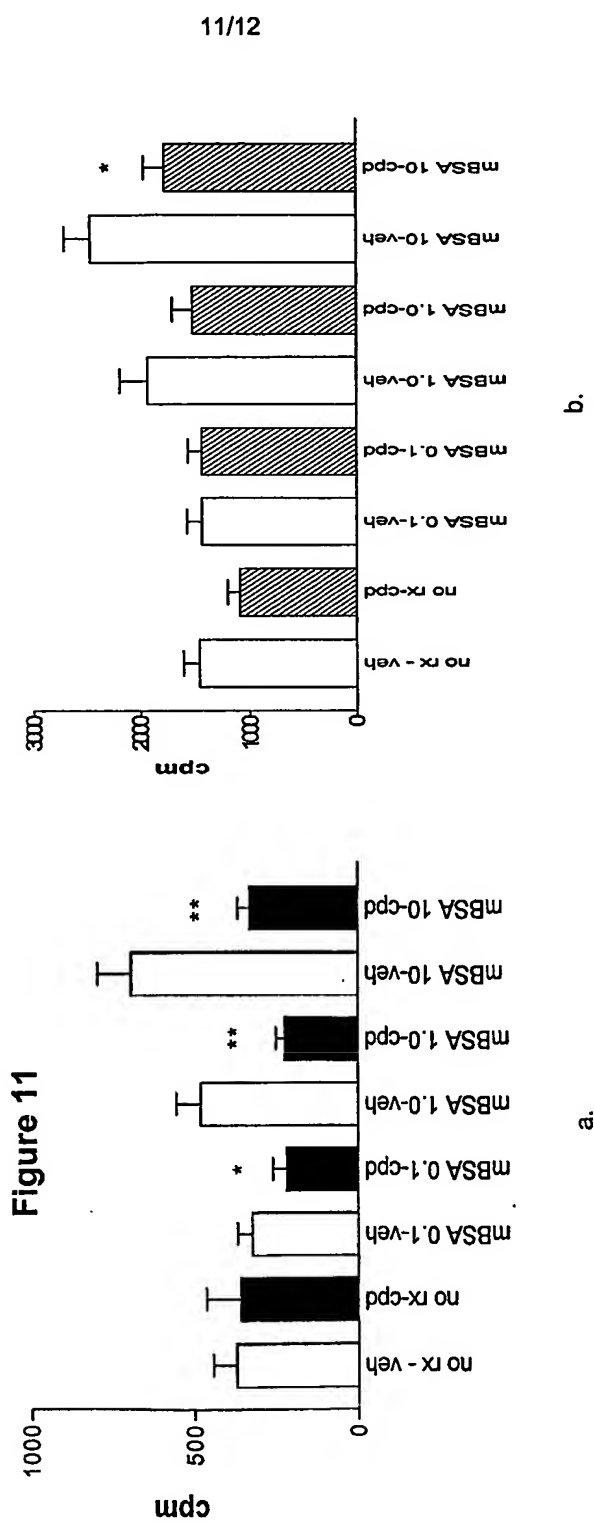 11/12
Figure 11
cpm
1000
500
0
no rx - veh
no rx-cpd
mBSA 0.1-veh
mBSA 0.1-cpd
mBSA 1.0-veh
mBSA 1.0-cpd
mBSA 10-veh
mBSA 10-cpd
*
**
**
a.
cpm
3000
2000
1000
0
no rx - veh
no rx-cpd
mBSA 0.1-veh
mBSA 0.1-cpd
mBSA 1.0-veh
mBSA 1.0-cpd
mBSA 10-veh
mBSA 10-cpd
*
b.